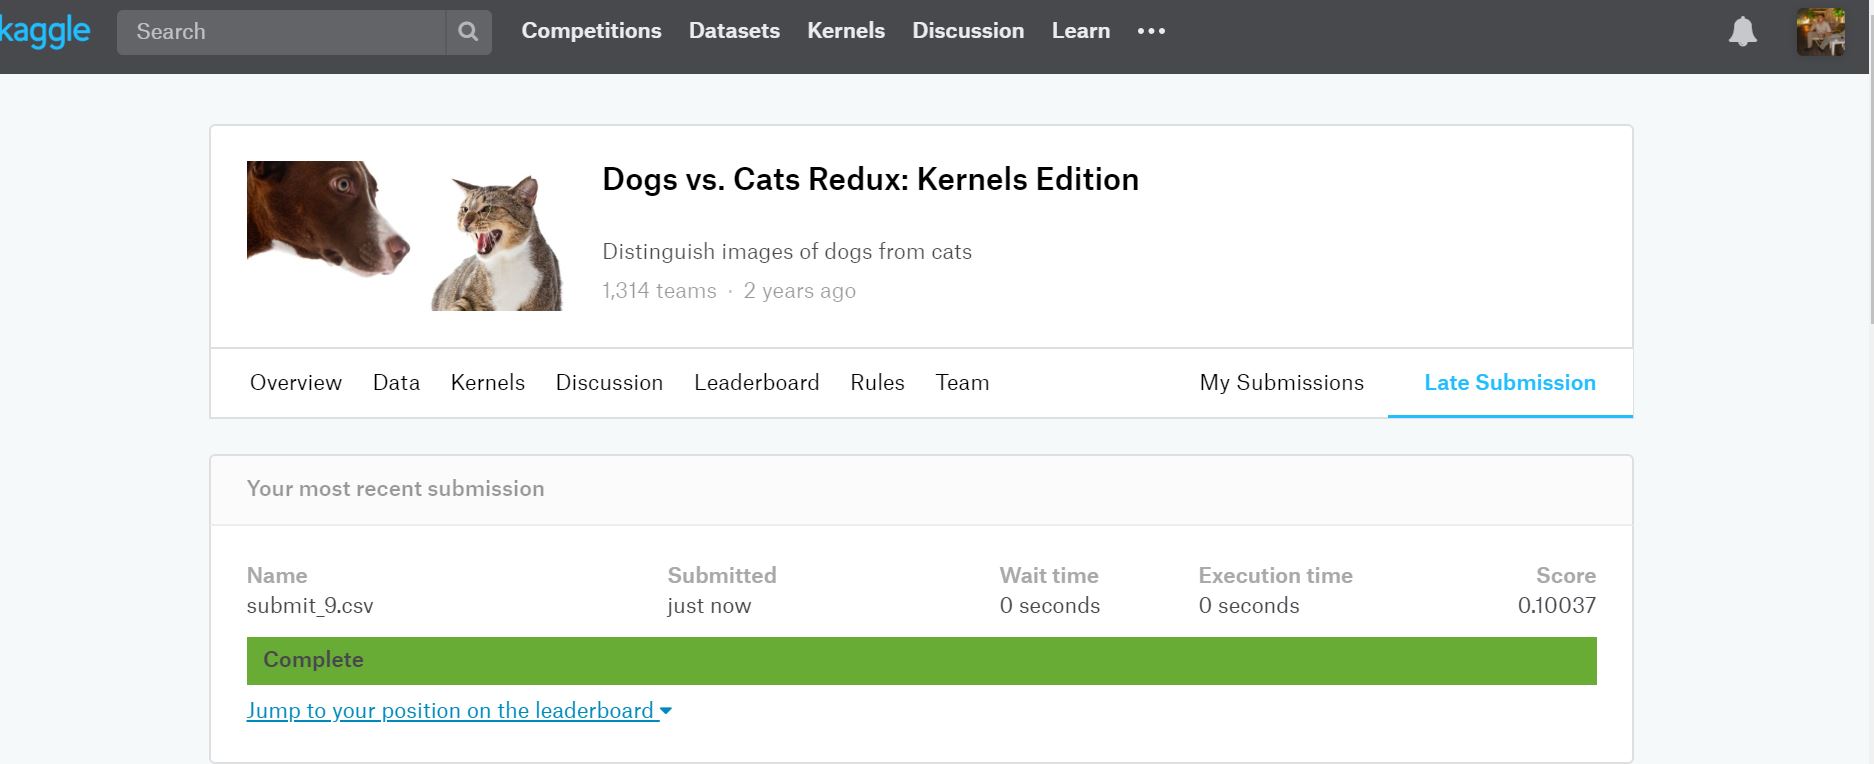 kaggle Search Competitions Datasets Kernels Discussion Learn •••
Dogs vs. Cats Redux: Kernels Edition
Distinguish images of dogs from cats
1,314 teams · 2 years ago
Overview Data Kernels Discussion Leaderboard Rules Team My Submissions Late Submission
Your most recent submission
Name Submitted Wait time Execution time Score
submit_9.csv just now 0 seconds 0 seconds 0.10037
Complete
Jump to your position on the leaderboard